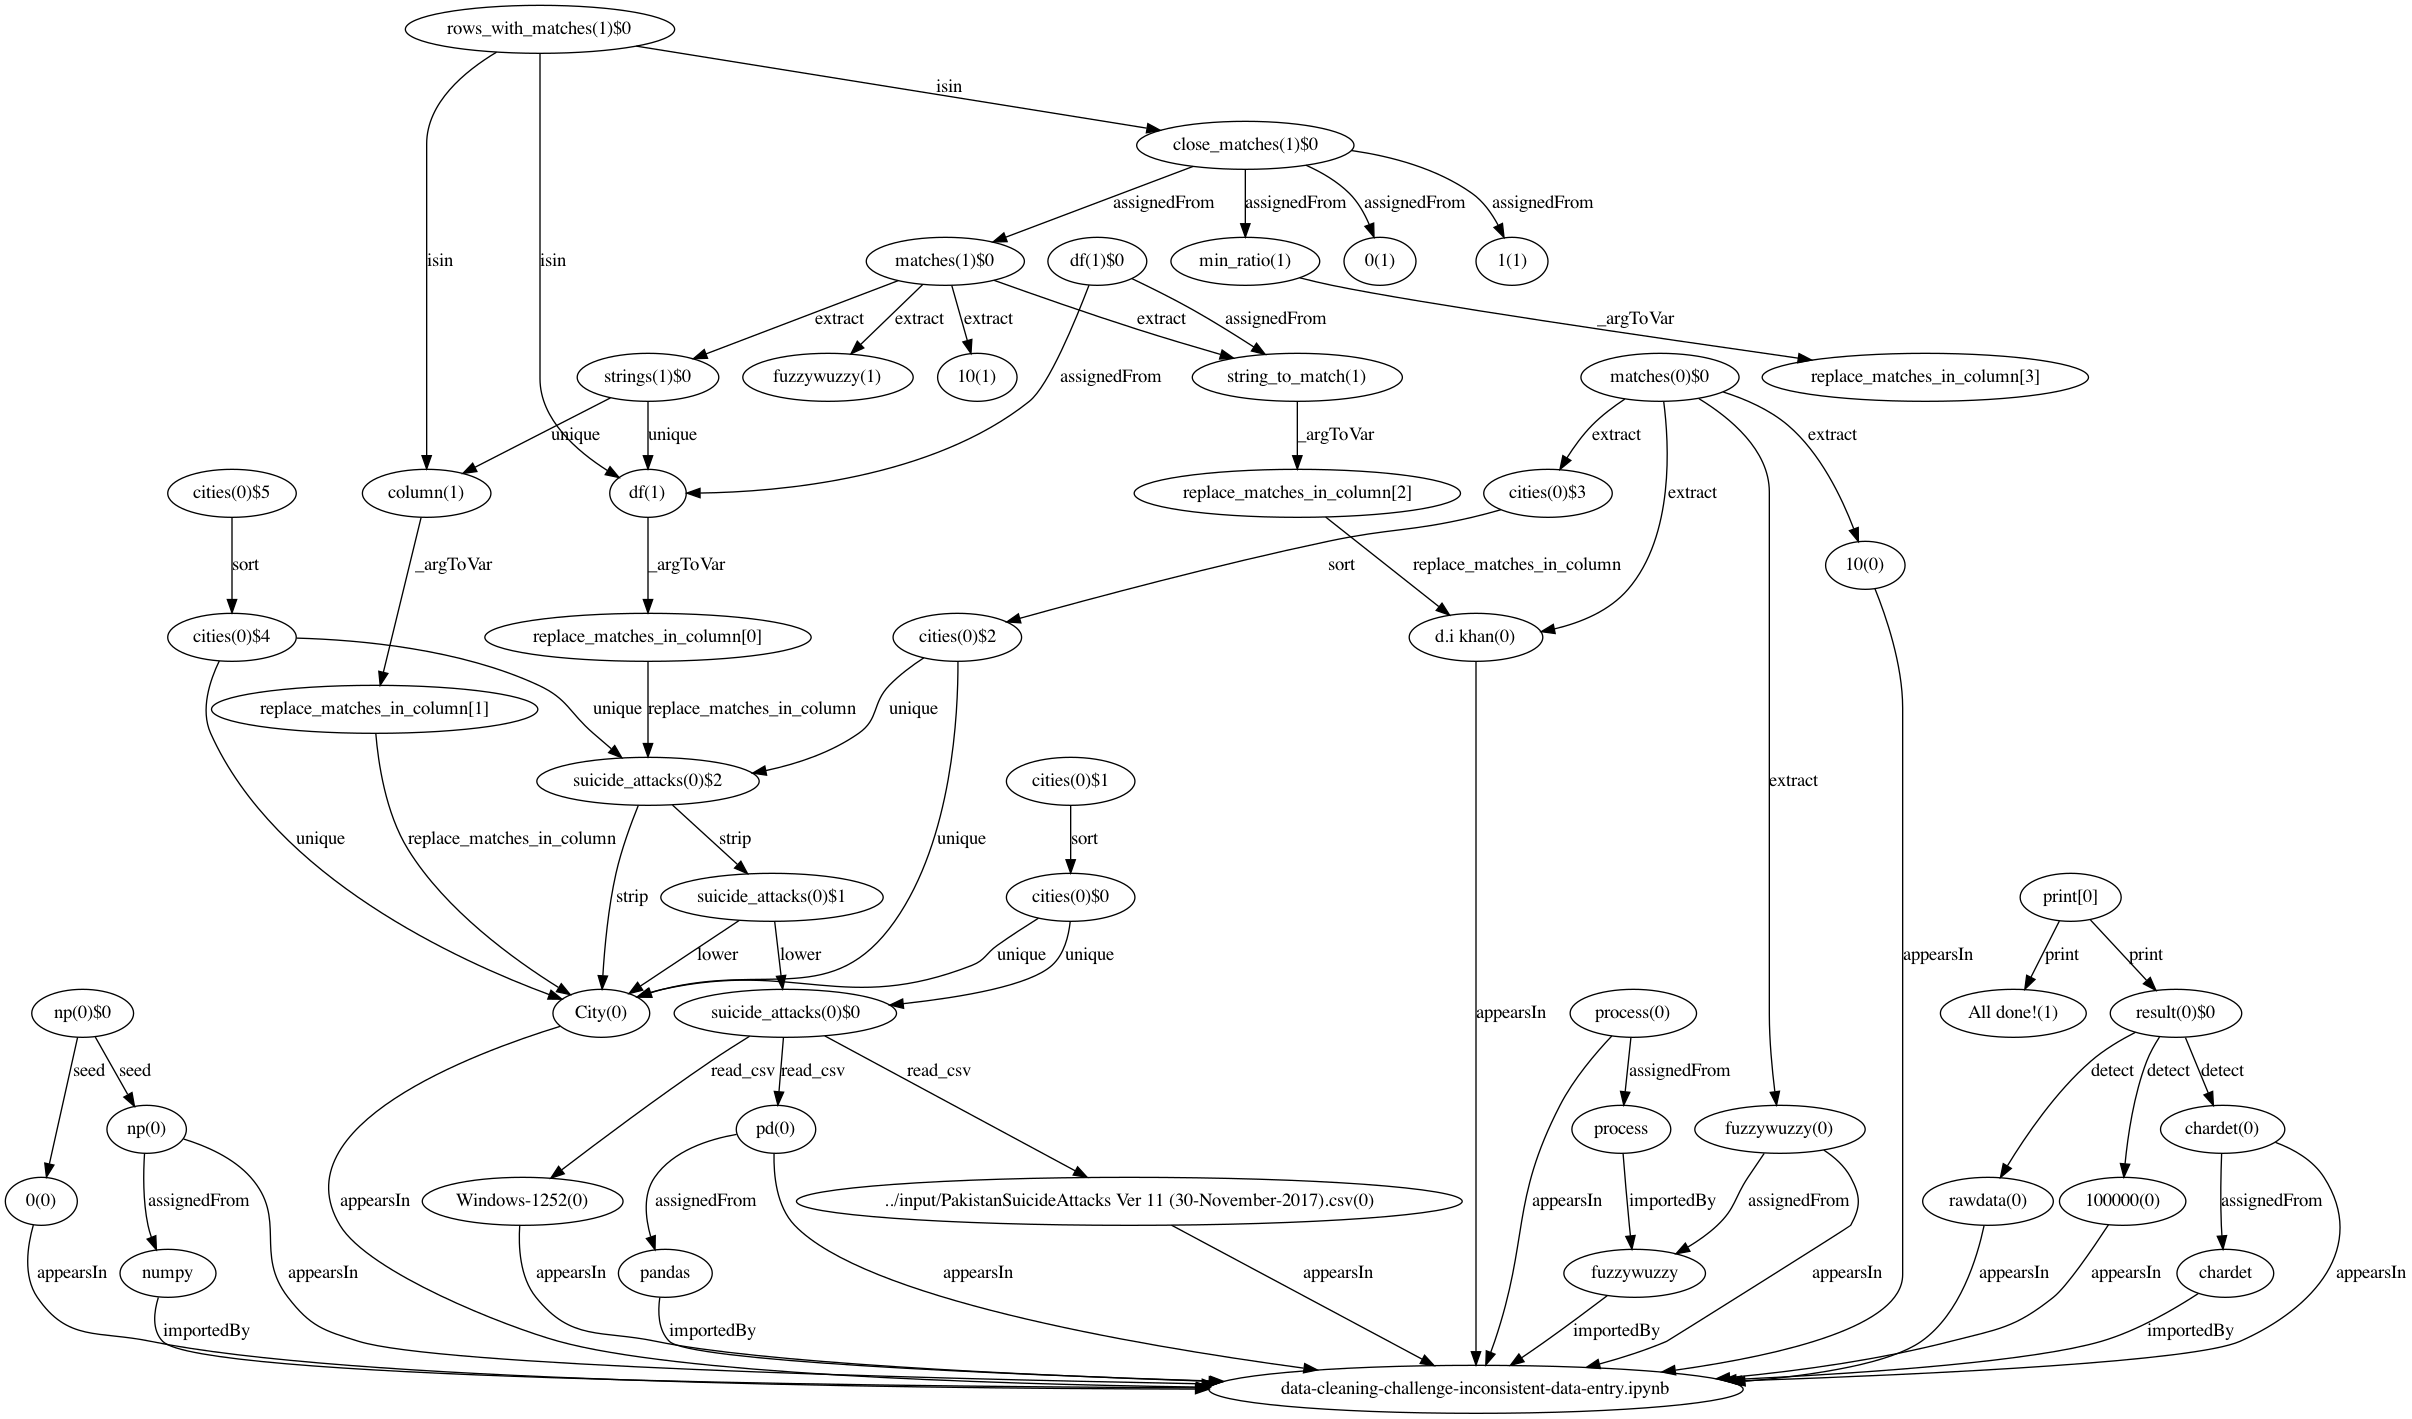 rows_with_matches(1)$0
isin
close_matches(1)$0
assignedFrom
assignedFrom
assignedFrom
assignedFrom
isin
isin
matches(1)$0
df(1)$0
min_ratio(1)
0(1)
1(1)
extract
extract
extract
extract
assignedFrom
_argToVar
strings(1)$0
fuzzywuzzy(1)
10(1)
assignedFrom
string_to_match(1)
matches(0)$0
replace_matches_in_column[3]
unique
unique
_argToVar
extract
extract
cities(0)$5
column(1)
df(1)
replace_matches_in_column[2]
cities(0)$3
extract
sort
_argToVar
_argToVar
sort
replace_matches_in_column
10(0)
cities(0)$4
replace_matches_in_column[0]
cities(0)$2
d.i khan(0)
replace_matches_in_column[1]
unique
replace_matches_in_column
unique
suicide_attacks(0)$2
cities(0)$1
extract
unique
replace_matches_in_column
strip
unique
sort
strip
suicide_attacks(0)$1
cities(0)$0
print[0]
lower
lower
unique
unique
appearsIn
print
print
np(0)$0
City(0)
suicide_attacks(0)$0
appearsIn
process(0)
All done!(1)
result(0)$0
seed
seed
read_csv
read_csv
read_csv
assignedFrom
detect
detect
detect
np(0)
pd(0)
process
fuzzywuzzy(0)
chardet(0)
0(0)
assignedFrom
appearsIn
Windows-1252(0)
assignedFrom
../input/PakistanSuicideAttacks Ver 11 (30-November-2017).csv(0)
appearsIn
importedBy
assignedFrom
rawdata(0)
100000(0)
assignedFrom
appearsIn
numpy
appearsIn
appearsIn
pandas
appearsIn
appearsIn
fuzzywuzzy
appearsIn
appearsIn
appearsIn
chardet
appearsIn
importedBy
importedBy
importedBy
importedBy
data-cleaning-challenge-inconsistent-data-entry.ipynb